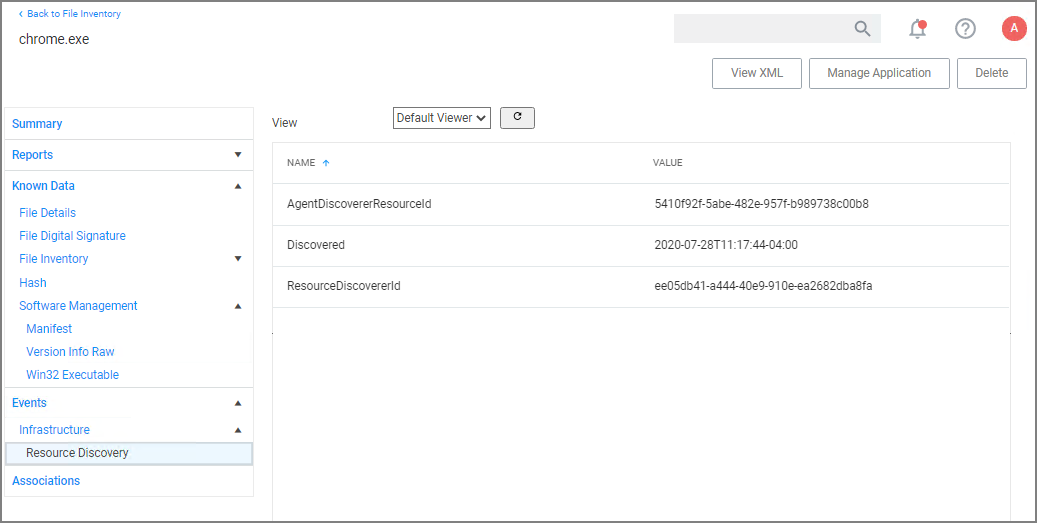 Back to File Inventory
chrome.exe
A
View XML
Manage Application
Delete
Summary
Reports
Known Data
File Details
File Digital Signature
File Inventory
Hash
Software Management
Manifest
Version Info Raw
Win32 Executable
Events
Infrastructure
Resource Discovery
Associations
View
Default Viewer
NAME VALUE
AgentDiscovererResourceId 5410f92f-5abe-482e-957f-b989738c00b8
Discovered 2020-07-28T11:17:44-04:00
ResourceDiscovererId ee05db41-a444-40e9-910e-ea2682dba8fa